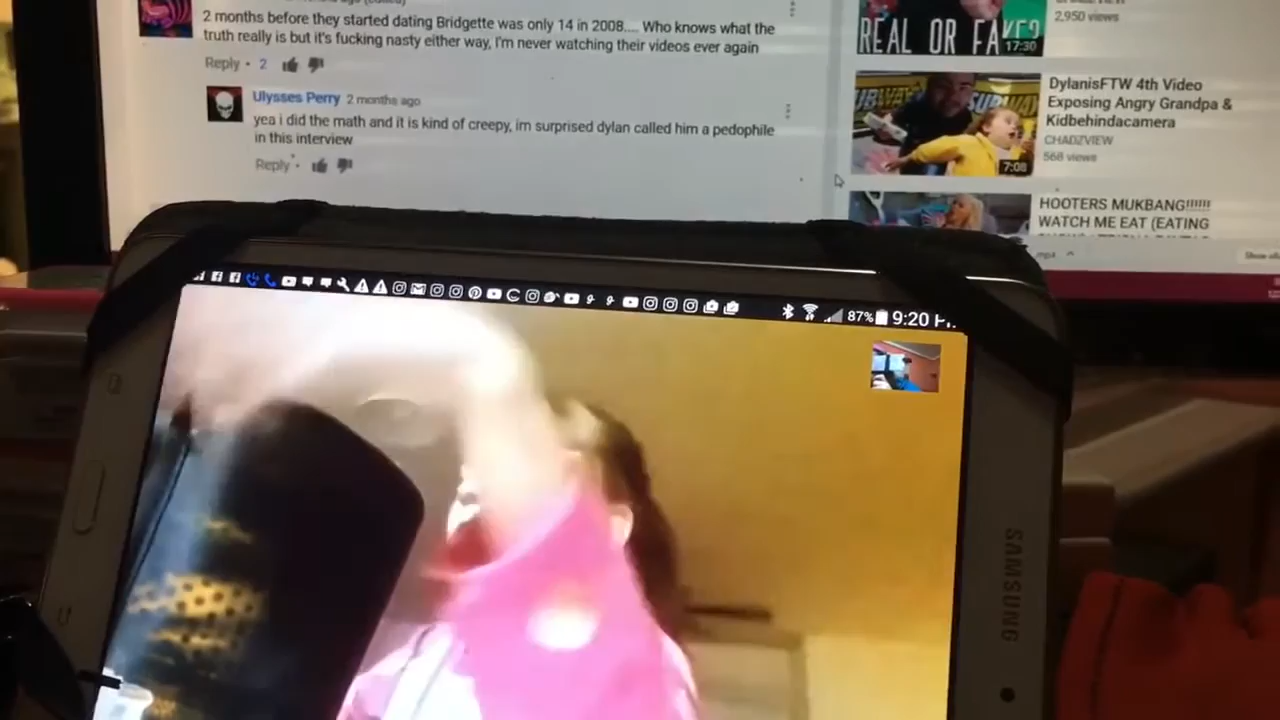 2 months before they started dating Bridgette was only 14 in 2008.... Who knows what the
truth really is but it's fucking nasty either way, I'm never watching their videos ever again
Reply • 2
Ulysses Perry 2 months ago
yea i did the math and it is kind of creepy, im surprised dylan called him a pedophile
in this interview
Reply •
2,950 views
REAL OR FAKE?
17:30
SUBWAY SUBWAY
7:08
DylanisFTW 4th Video
Exposing Angry Grandpa &
Kidbehindacamera
CHADZVIEW
568 views
HOOTERS MUKBANG!!!!!!
WATCH ME EAT (EATING
.mp4
87% 9:20
SAMSUNG